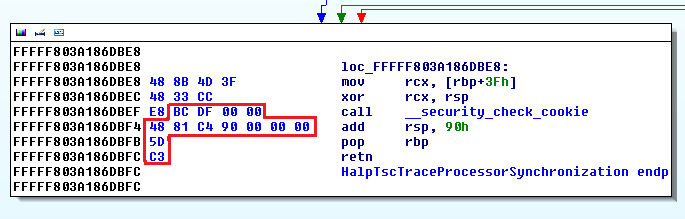 FFFFF803A186DBE8
FFFFF803A186DBE8 loc_FFFFF803A186DBE8:
FFFFF803A186DBE8 48 8B 4D 3F mov rcx, [rbp+3Fh]
FFFFF803A186DBEC 48 33 CC xor rcx, rsp
FFFFF803A186DBEF E8 BC DF 00 00 call __security_check_cookie
FFFFF803A186DBF4 48 81 C4 90 00 00 00 add rsp, 90h
FFFFF803A186DBFB 5D pop rbp
FFFFF803A186DBFC C3 retn
FFFFF803A186DBFC HalpTscTraceProcessorSynchronization endp
FFFFF803A186DBFC